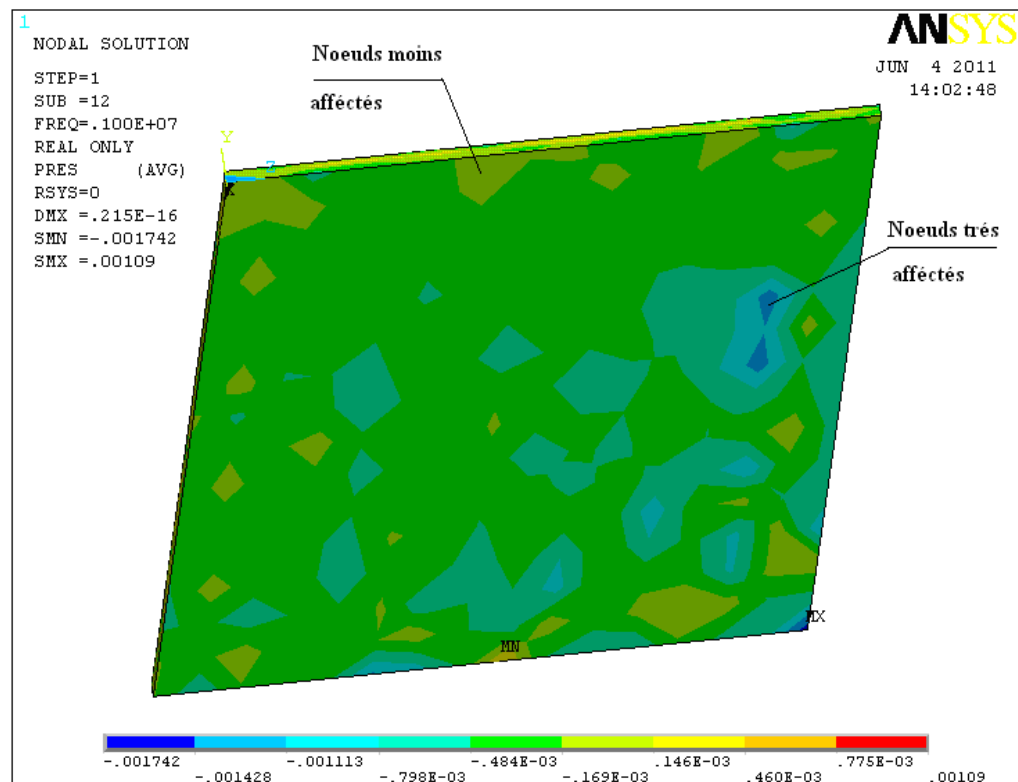 1
NODAL SOLUTION
STEP=1
SUB =12
FREQ=.100E+07
REAL ONLY
PRES (AVG)
RSYS=0
DMX =.215E-16
SMN =-.001742
SMX =.00109
ANSYS
JUN 4 2011
14:02:48
Noeuds moins
afféctés
Noeuds trés
afféctés
Y
Z
X
MN
MX
-.001742 -.001113 -.484E-03 .146E-03 .775E-03
-.001428 -.798E-03 -.169E-03 .460E-03 .00109